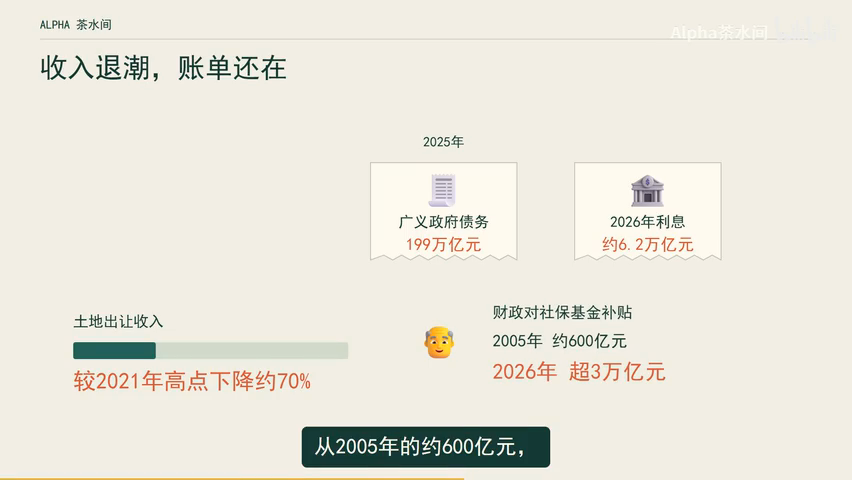 ALPHA 茶水间
Alpha茶水间
收入退潮，账单还在
2025年
广义政府债务
199万亿元
2026年利息
约6.2万亿元
土地出让收入
较2021年高点下降约70%
财政对社保基金补贴
2005年 约600亿元
2026年 超3万亿元
从2005年的约600亿元，